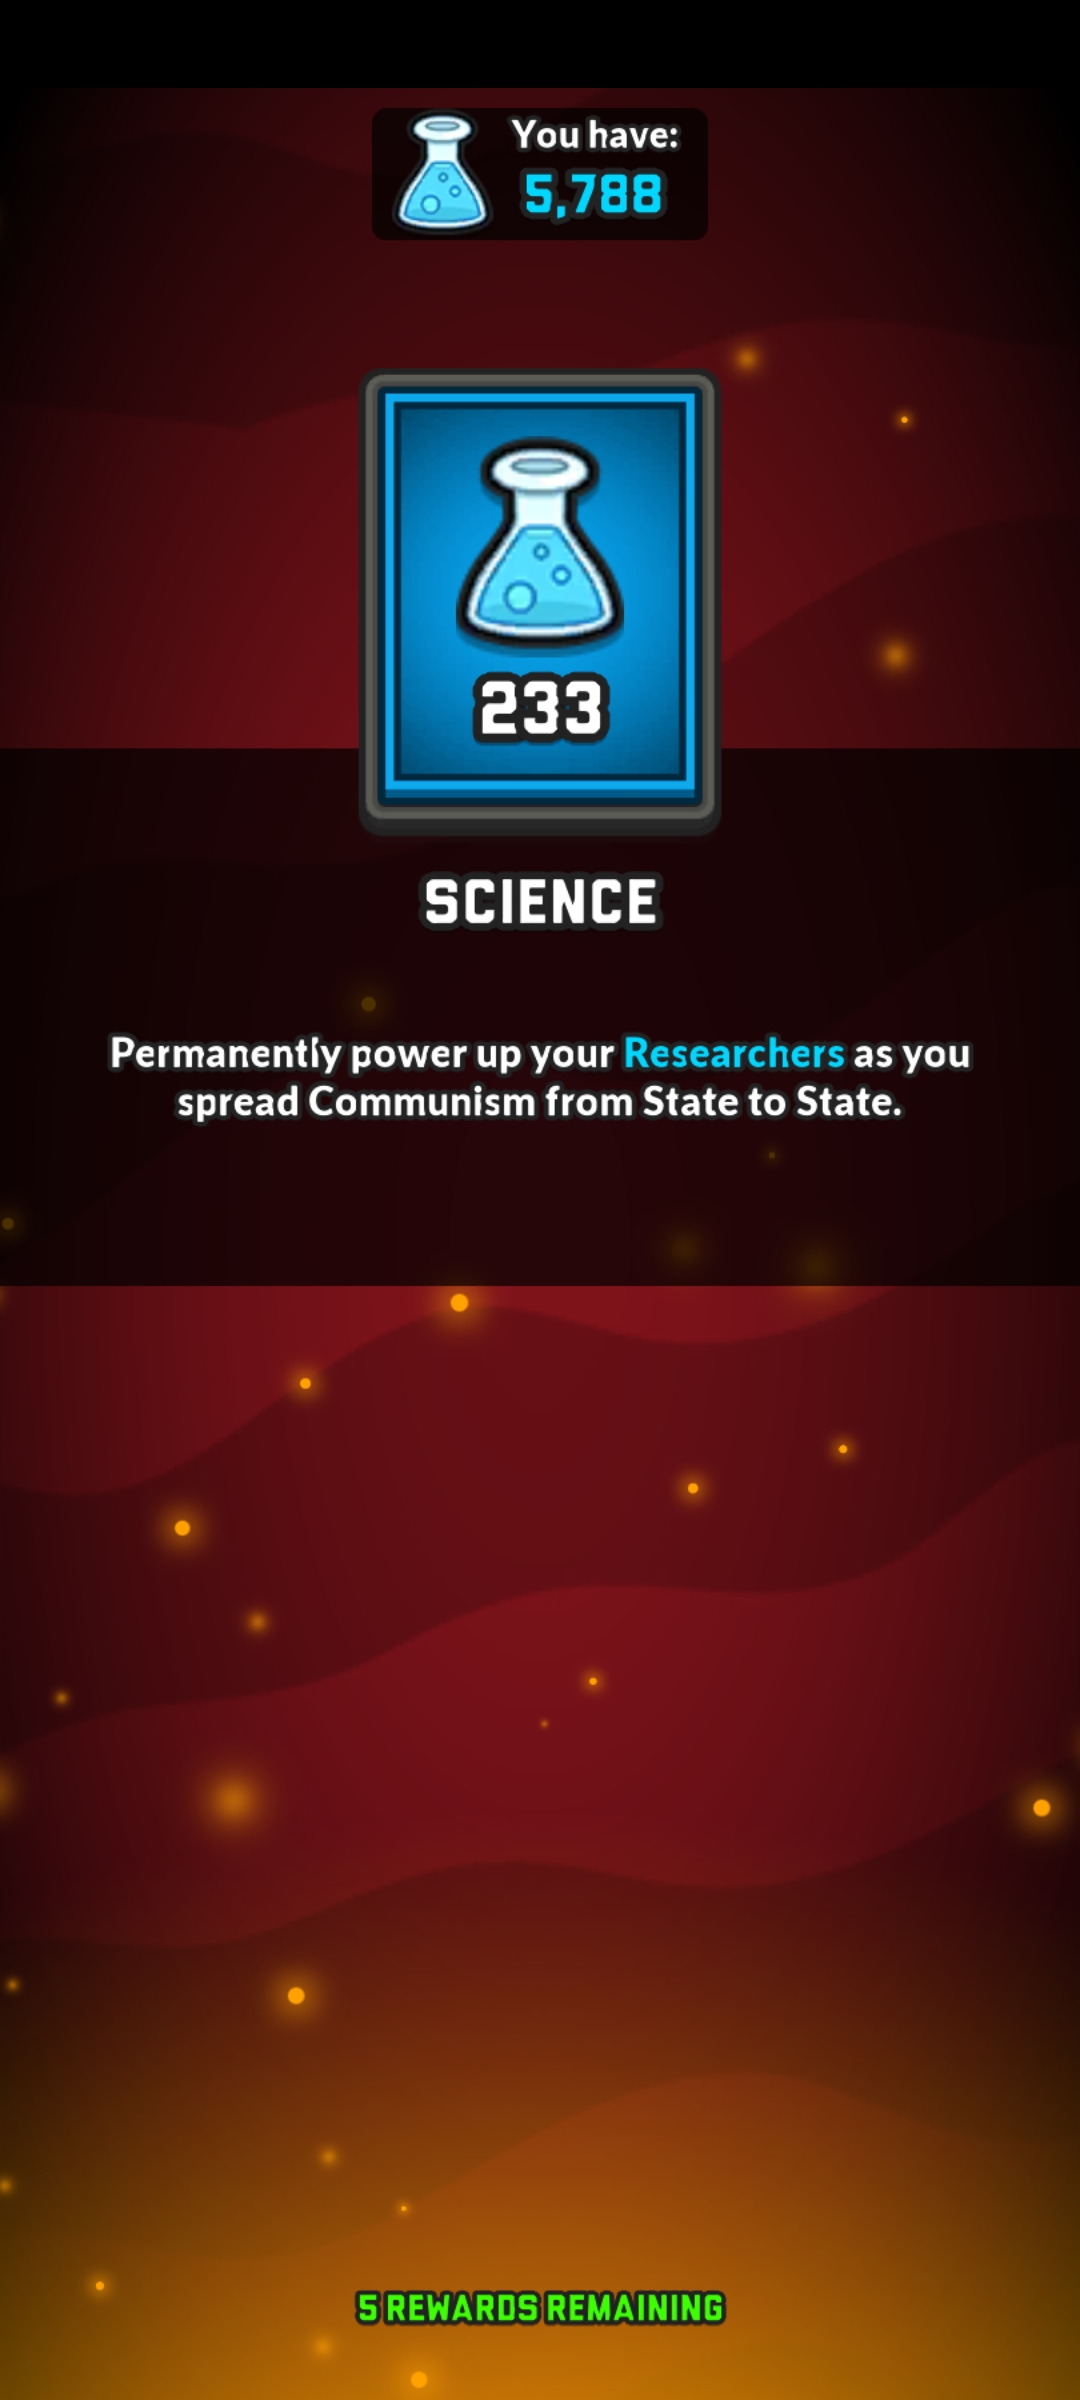 You have:
5,788
233
SCIENCE
Permanently power up your Researchers as you
spread Communism from State to State.
5 REWARDS REMAINING